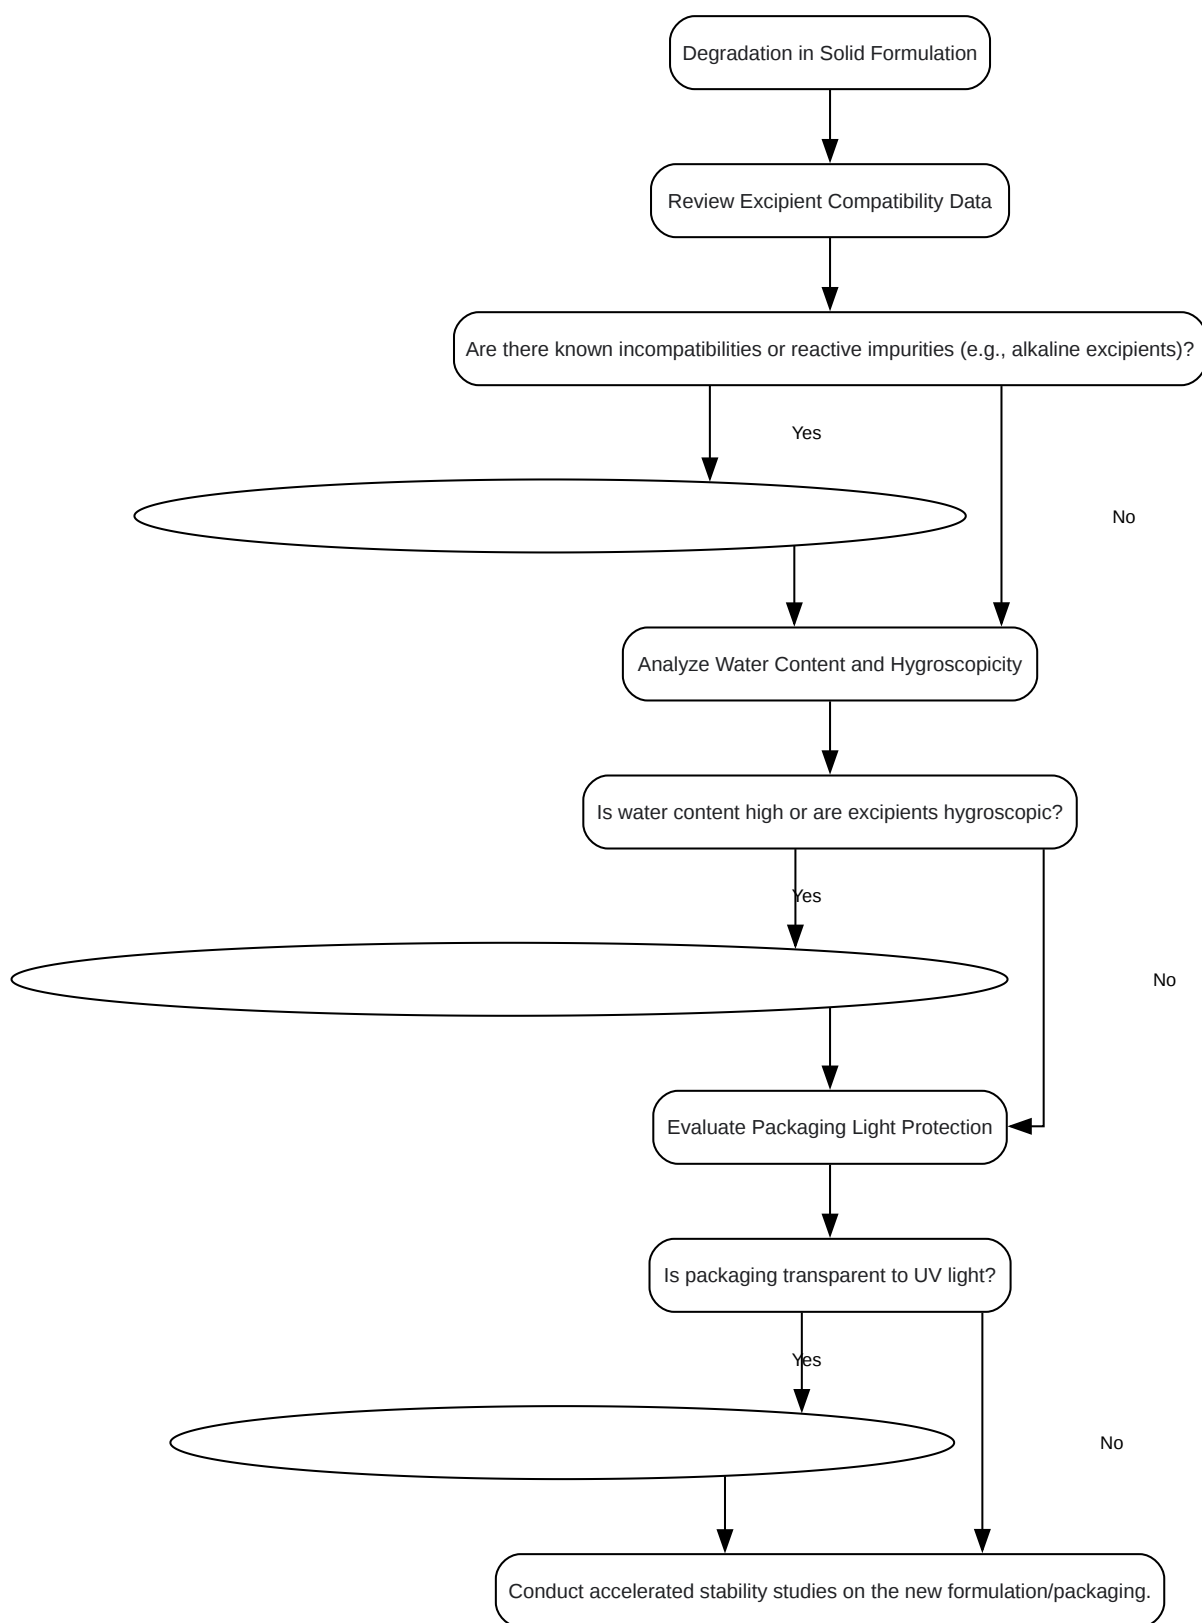 Degradation in Solid Formulation
Review Excipient Compatibility Data
Are there known incompatibilities or reactive impurities (e.g., alkaline excipients)?
Yes
No
Analyze Water Content and Hygroscopicity
Is water content high or are excipients hygroscopic?
Yes
No
Evaluate Packaging Light Protection
Is packaging transparent to UV light?
Yes
No
Conduct accelerated stability studies on the new formulation/packaging.